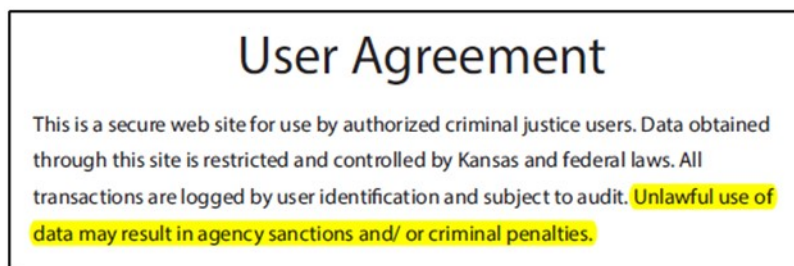 User Agreement
This is a secure web site for use by authorized criminal justice users. Data obtained
through this site is restricted and controlled by Kansas and federal laws. All
transactions are logged by user identification and subject to audit. Unlawful use of
data may result in agency sanctions and/ or criminal penalties.